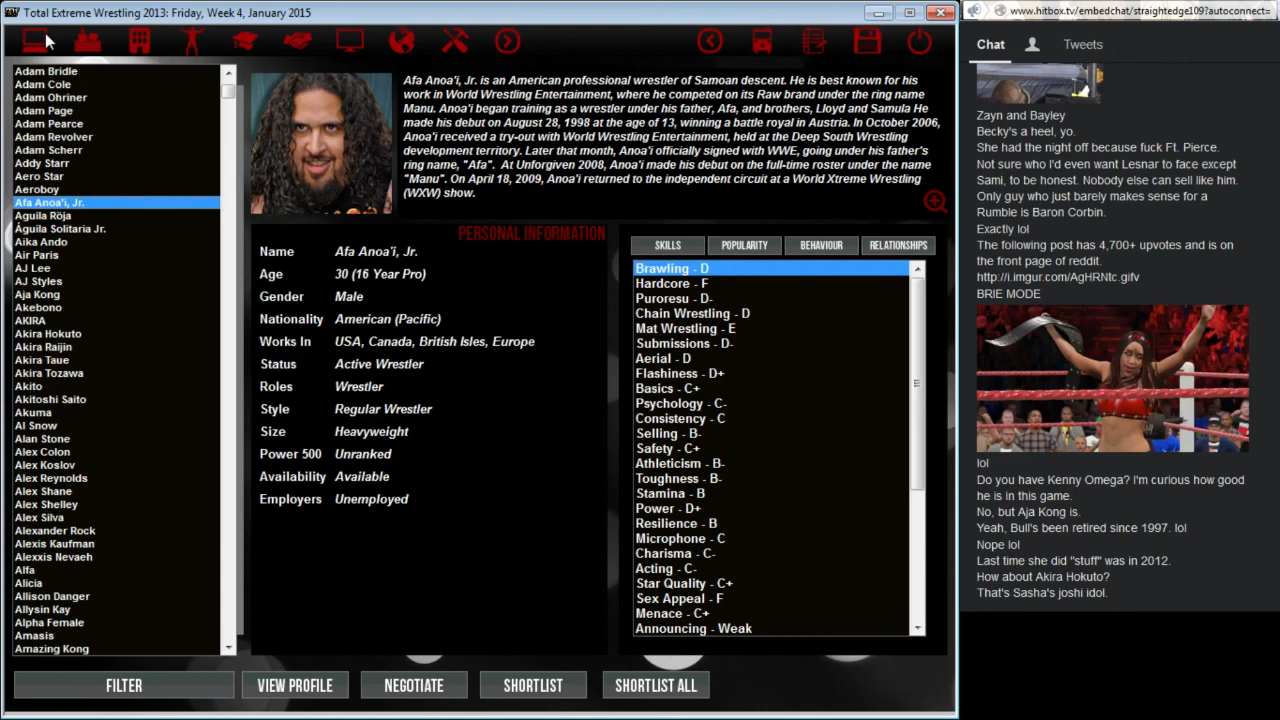 Total Extreme Wrestling 2013: Friday, Week 4, January 2015
Adam Bridle
Adam Cole
Adam Ohriner
Adam Page
Adam Pearce
Adam Revolver
Adam Scherr
Addy Starr
Aero Star
Aeroboy
Afa Anoa'i, Jr.
Aguila Röja
Águila Solitaria Jr.
Aika Ando
Air Paris
AJ Lee
AJ Styles
Aja Kong
Akebono
AKIRA
Akira Hokuto
Akira Raijin
Akira Taue
Akira Tozawa
Akito
Akitoshi Saito
Akuma
Al Snow
Alan Stone
Alex Colon
Alex Koslov
Alex Reynolds
Alex Shane
Alex Shelley
Alex Silva
Alexander Rock
Alexis Kaufman
Alexxis Nevaeh
Alfa
Alicia
Allison Danger
Allysin Kay
Alpha Female
Amasis
Amazing Kong
FILTER
Afa Anoa'i, Jr. is an American professional wrestler of Samoan descent. He is best known for his
work in World Wrestling Entertainment, where he competed on its Raw brand under the ring name
Manu. Anoa'i began training as a wrestler under his father, Afa, and brothers, Lloyd and Samula He
made his debut on August 28, 1998 at the age of 13, winning a battle royal in Austria. In October 2006,
Anoa'i received a try-out with World Wrestling Entertainment, held at the Deep South Wrestling
development territory. Later that month, Anoa'i officially signed with WWE, going under his father's
ring name, "Afa". At Unforgiven 2008, Anoa'i made his debut on the full-time roster under the name
"Manu". On April 18, 2009, Anoa'i returned to the independent circuit at a World Xtreme Wrestling
(WXW) show.
PERSONAL INFORMATION
Name Afa Anoa'i, Jr.
Age 30 (16 Year Pro)
Gender Male
Nationality American (Pacific)
Works In USA, Canada, British Isles, Europe
Status Active Wrestler
Roles Wrestler
Style Regular Wrestler
Size Heavyweight
Power 500 Unranked
Availability Available
Employers Unemployed
SKILLS POPULARITY BEHAVIOUR RELATIONSHIPS
Brawling - D
Hardcore - F
Puroresu - D-
Chain Wrestling - D
Mat Wrestling - E
Submissions - D-
Aerial - D
Flashiness - D+
Basics - C+
Psychology - C-
Consistency - C
Selling - B-
Safety - C+
Athleticism - B-
Toughness - B-
Stamina - B
Power - D+
Resilience - B
Microphone - C
Charisma - C-
Acting - C-
Star Quality - C+
Sex Appeal - F
Menace - C+
Announcing - Weak
VIEW PROFILE NEGOTIATE SHORTLIST SHORTLIST ALL
www.hitbox.tv/embedchat/straightedge109?autoconnect=
Chat Tweets
Zayn and Bayley
Becky's a heel, yo.
She had the night off because fuck Ft. Pierce.
Not sure who I'd even want Lesnar to face except
Sami, to be honest. Nobody else can sell like him.
Only guy who just barely makes sense for a
Rumble is Baron Corbin.
Exactly lol
The following post has 4,700+ upvotes and is on
the front page of reddit.
http://i.imgur.com/AgHRNtc.gifv
BRIE MODE
lol
Do you have Kenny Omega? I'm curious how good
he is in this game.
No, but Aja Kong is.
Yeah, Bull's been retired since 1997. lol
Nope lol
Last time she did "stuff" was in 2012.
How about Akira Hokuto?
That's Sasha's joshi idol.